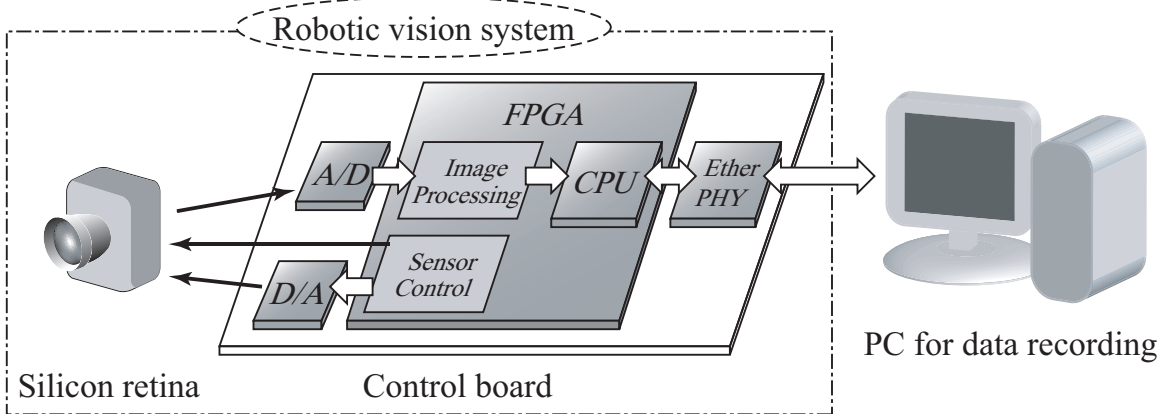 Robotic vision system
FPGA
A/D
Image
Processing
CPU
Ether
PHY
Sensor
Control
D/A
PC for data recording
Silicon retina
Control board